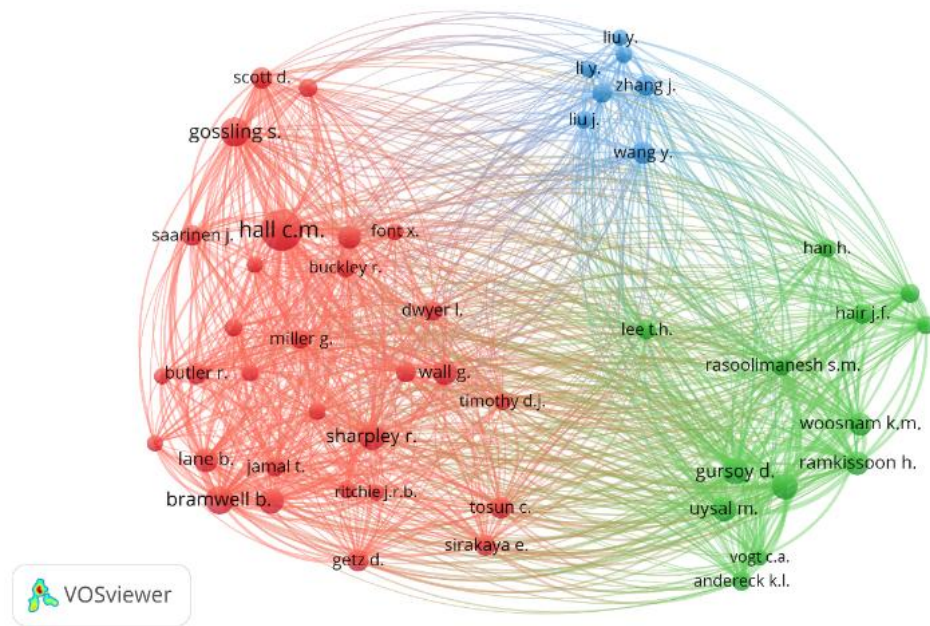 liu y.
scott d.
li y.
zhang j.
liu j.
gossling s.
wang y.
hall c.m.
font x.
saarinen j.
han h.
buckley r.
dwyer l.
hair j.f.
lee t.h.
miller g.
rasoolimanesh s.m.
butler r.
wall g.
timothy d.j.
woosnam k.m.
sharpley r.
lane b.
jamal t.
ramkissoon h.
gursoy d.
ritchie j.r.b.
bramwell b.
tosun c.
uysal m.
sirakaya e.
getz d.
vogt c.a.
andereck k.l.
VOSviewer